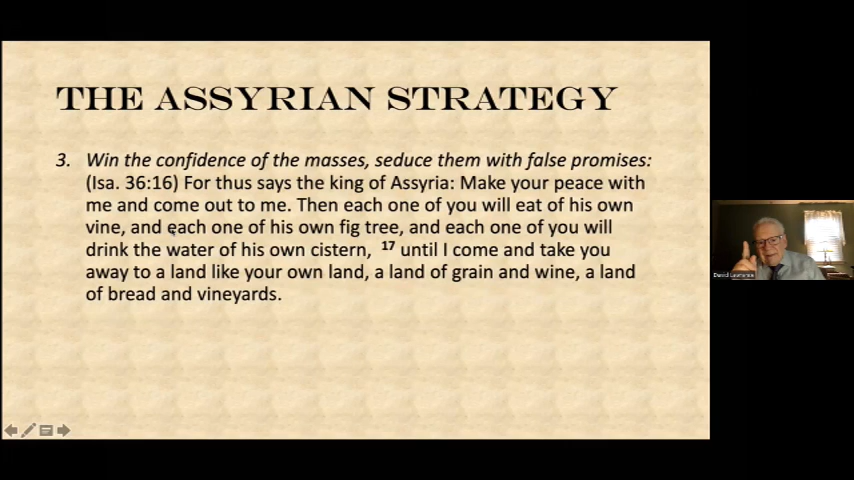 THE ASSYRIAN STRATEGY
3. Win the confidence of the masses, seduce them with false promises:
(Isa. 36:16) For thus says the king of Assyria: Make your peace with
me and come out to me. Then each one of you will eat of his own
vine, and each one of his own fig tree, and each one of you will
drink the water of his own cistern, 17 until I come and take you
away to a land like your own land, a land of grain and wine, a land
of bread and vineyards.
David